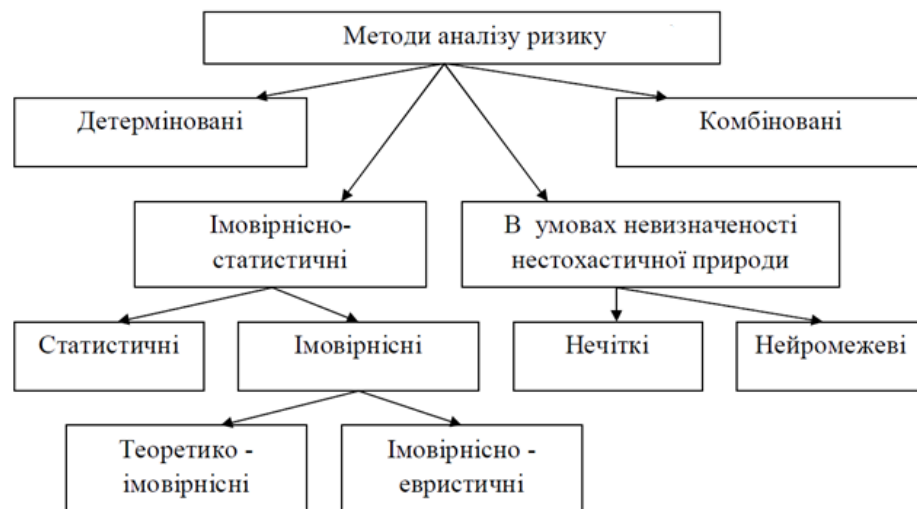 Методи аналізу ризику
Детерміновані
Комбіновані
Імовірнісно-
статистичні
В умовах невизначеності
нестохастичної природи
Статистичні
Імовірнісні
Нечіткі
Нейромежеві
Теоретико -
імовірнісні
Імовірнісно -
евристичні